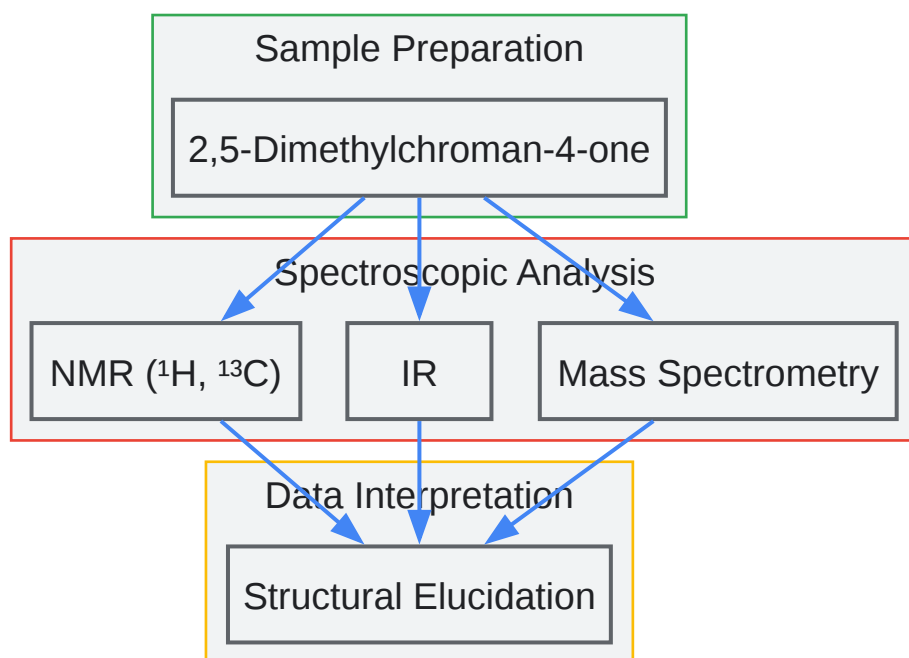 Sample Preparation
2,5-Dimethylchroman-4-one
Spectroscopic Analysis
NMR (¹H, ¹³C)
IR
Mass Spectrometry
Data Interpretation
Structural Elucidation